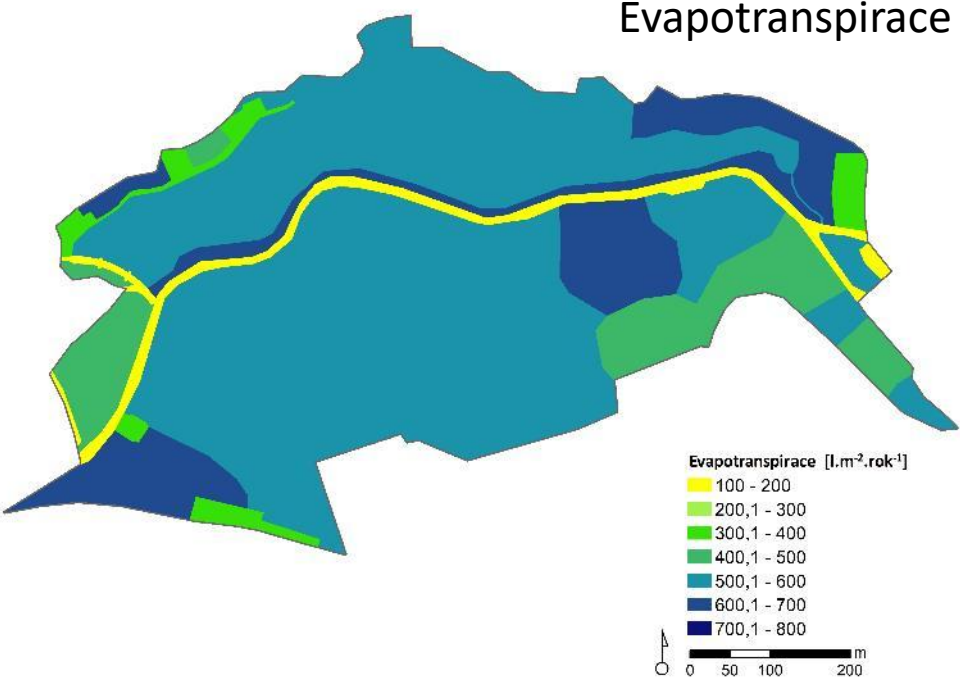 Evapotranspirace
Evapotranspirace [l.m⁻².rok⁻¹]
100 - 200
200,1 - 300
300,1 - 400
400,1 - 500
500,1 - 600
600,1 - 700
700,1 - 800
m
0 50 100 200